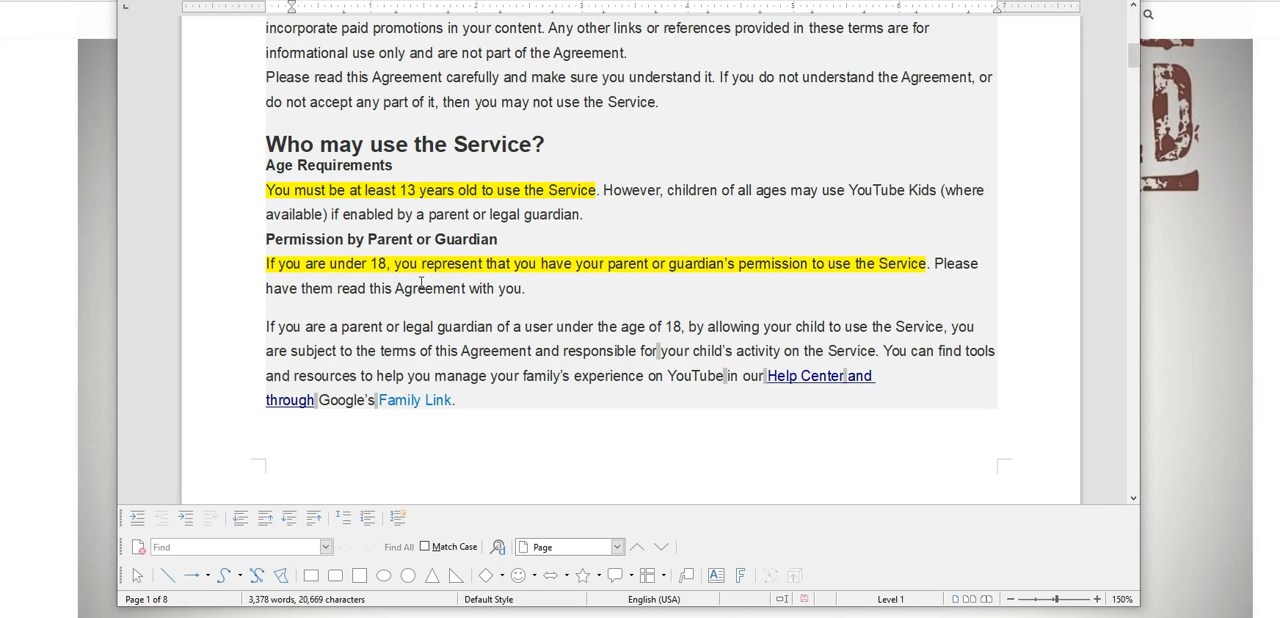 7
incorporate paid promotions in your content. Any other links or references provided in these terms are for
informational use only and are not part of the Agreement.
Please read this Agreement carefully and make sure you understand it. If you do not understand the Agreement, or
do not accept any part of it, then you may not use the Service.
Who may use the Service?
Age Requirements
You must be at least 13 years old to use the Service. However, children of all ages may use YouTube Kids (where
available) if enabled by a parent or legal guardian.
Permission by Parent or Guardian
If you are under 18, you represent that you have your parent or guardian’s permission to use the Service. Please
have them read this Agreement with you.
If you are a parent or legal guardian of a user under the age of 18, by allowing your child to use the Service, you
are subject to the terms of this Agreement and responsible for your child’s activity on the Service. You can find tools
and resources to help you manage your family’s experience on YouTube in our Help Center and
through Google’s Family Link.
Find Find All Match Case Page
Page 1 of 8 3,378 words, 20,669 characters Default Style English (USA) Level 1 150%